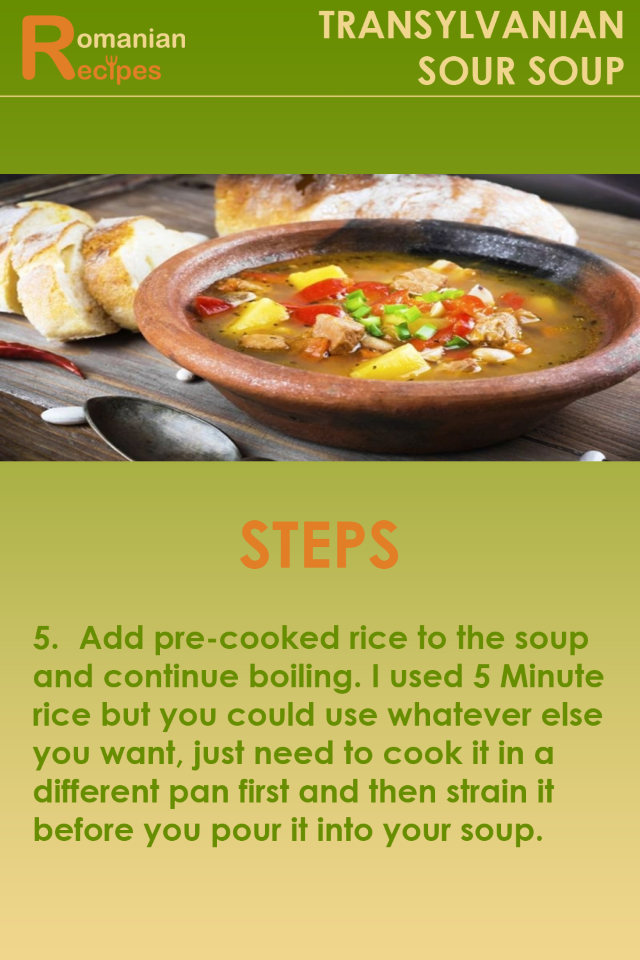 Romanian
Recipes
TRANSYLVANIAN
SOUR SOUP
STEPS
5. Add pre-cooked rice to the soup
and continue boiling. I used 5 Minute
rice but you could use whatever else
you want, just need to cook it in a
different pan first and then strain it
before you pour it into your soup.